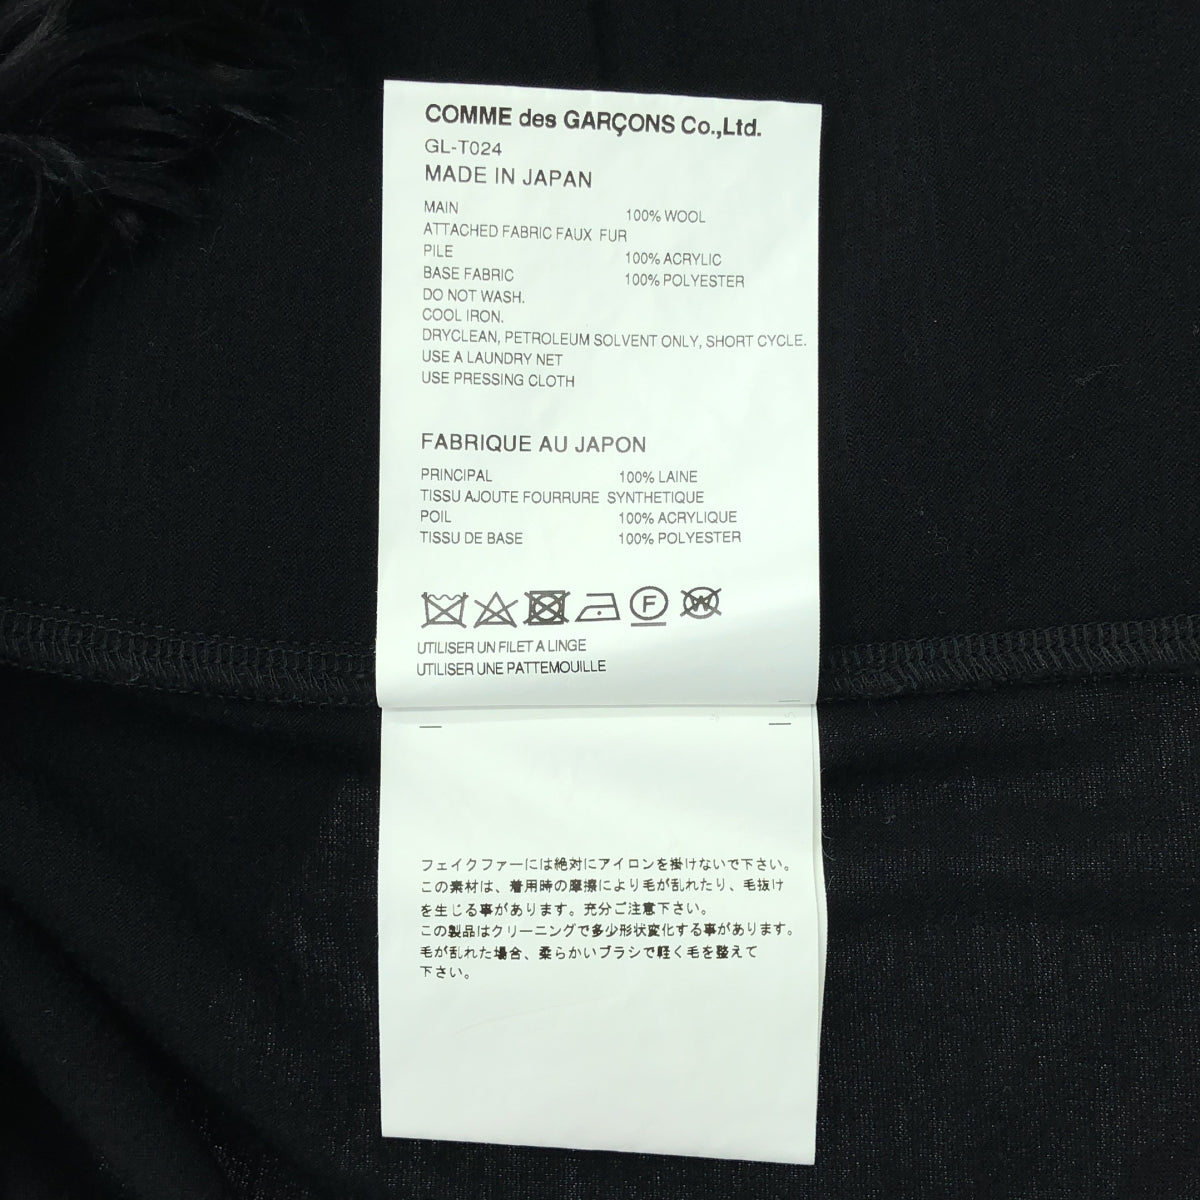 COMME des GARÇONS Co.,Ltd.
GL-T024
MADE IN JAPAN
MAIN 100% WOOL
ATTACHED FABRIC FAUX FUR
PILE 100% ACRYLIC
BASE FABRIC 100% POLYESTER
DO NOT WASH.
COOL IRON.
DRYCLEAN, PETROLEUM SOLVENT ONLY, SHORT CYCLE.
USE A LAUNDRY NET
USE PRESSING CLOTH
FABRIQUE AU JAPON
PRINCIPAL 100% LAINE
TISSU AJOUTE FOURRURE SYNTHETIQUE
POIL 100% ACRYLIQUE
TISSU DE BASE 100% POLYESTER
F W
UTILISER UN FILET A LINGE
UTILISER UNE PATTEMOUILLE
フェイクファーには絶対にアイロンを掛けないで下さい。
この素材は、着用時の摩擦により毛が乱れたり、毛抜け
を生じる事があります。充分ご注意下さい。
この製品はクリーニングで多少形状変化する事があります。
毛が乱れた場合、柔らかいブラシで軽く毛を整えて
下さい。